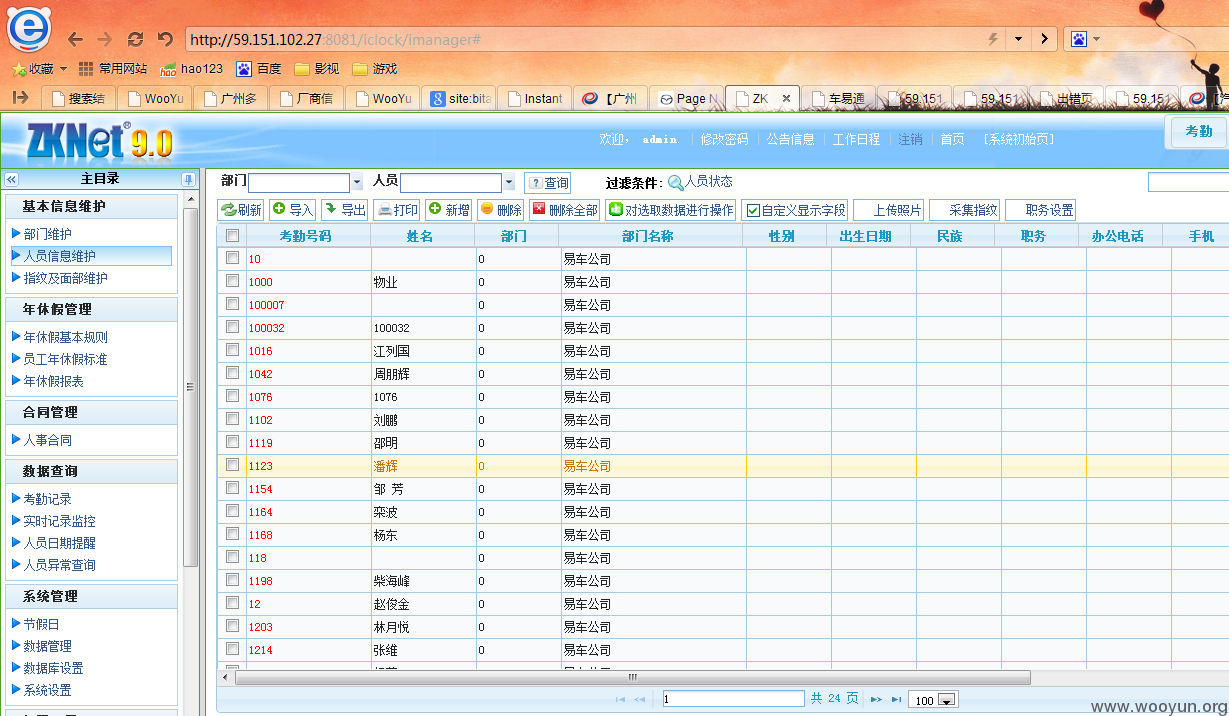 http://59.151.102.27:8081/iclock/imanager#
收藏 常用网站 hao123 百度 影视 游戏
搜索结 WooYu 广州多 厂商信 WooYu site:bita Instant 【广州 Page N ZK 车易通 59.151 59.151 出错页 59.151
ZKNet® 9.0
欢迎， admin. 修改密码 公告信息 工作日程 注销 首页 [系统初始页]
考勤
主目录
基本信息维护
部门维护
人员信息维护
指纹及面部维护
年休假管理
年休假基本规则
员工年休假标准
年休假报表
合同管理
人事合同
数据查询
考勤记录
实时记录监控
人员日期提醒
人员异常查询
系统管理
节假日
数据管理
数据库设置
系统设置
部门 人员 查询 过滤条件: 人员状态
刷新 导入 导出 打印 新增 删除 删除全部 对选取数据进行操作 自定义显示字段 上传照片 采集指纹 职务设置
考勤号码 姓名 部门 部门名称 性别 出生日期 民族 职务 办公电话 手机
10 0 易车公司
1000 物业 0 易车公司
100007 0 易车公司
100032 100032 0 易车公司
1016 江列国 0 易车公司
1042 周朋辉 0 易车公司
1076 1076 0 易车公司
1102 刘鹏 0 易车公司
1119 邵明 0 易车公司
1123 潘辉 0 易车公司
1154 邹 芳 0 易车公司
1164 栾波 0 易车公司
1168 杨东 0 易车公司
118 0 易车公司
1198 柴海峰 0 易车公司
12 赵俊金 0 易车公司
1203 林月悦 0 易车公司
1214 张维 0 易车公司
1 共 24 页 100
www.wooyun.org